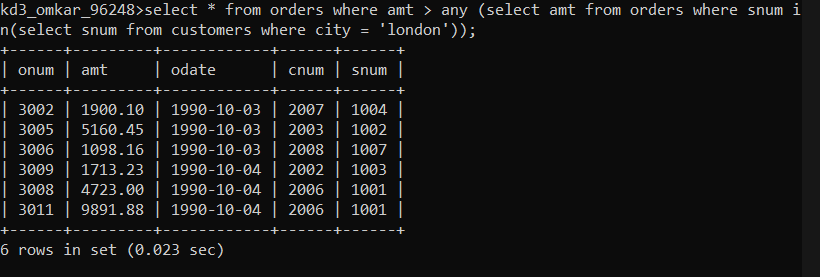 kd3_omkar_96248>select * from orders where amt > any (select amt from orders where snum i
n(select snum from customers where city = 'london'));
+------+---------+------------+------+------+
| onum | amt     | odate      | cnum | snum |
+------+---------+------------+------+------+
| 3002 | 1900.10 | 1990-10-03 | 2007 | 1004 |
| 3005 | 5160.45 | 1990-10-03 | 2003 | 1002 |
| 3006 | 1098.16 | 1990-10-03 | 2008 | 1007 |
| 3009 | 1713.23 | 1990-10-04 | 2002 | 1003 |
| 3008 | 4723.00 | 1990-10-04 | 2006 | 1001 |
| 3011 | 9891.88 | 1990-10-04 | 2006 | 1001 |
+------+---------+------------+------+------+
6 rows in set (0.023 sec)